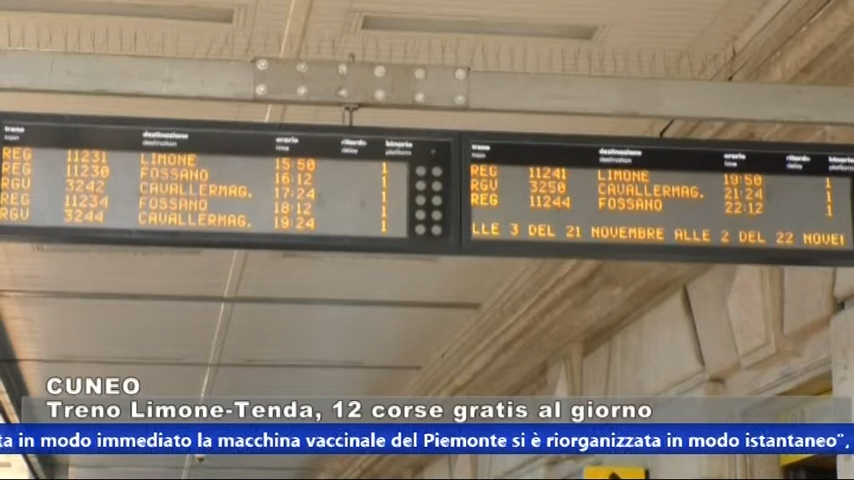 treno destinazione orario ritardo binario
train destination time delay platform
REG 11231 LIMONE 15:50 1
REG 11230 FOSSANO 16:12 1
RGV 3242 CAVALLERMAG. 17:24 1
REG 11234 FOSSANO 18:12 1
RGV 3244 CAVALLERMAG. 19:24 1
treno destinazione orario ritardo binario
train destination time delay platform
REG 11241 LIMONE 19:50 1
RGV 3250 CAVALLERMAG. 21:24 1
REG 11244 FOSSANO 22:12 1
LLE 3 DEL 21 NOVEMBRE ALLE 2 DEL 22 NOVE
CUNEO
Treno Limone-Tenda, 12 corse gratis al giorno
ta in modo immediato la macchina vaccinale del Piemonte si è riorganizzata in modo istantaneo",